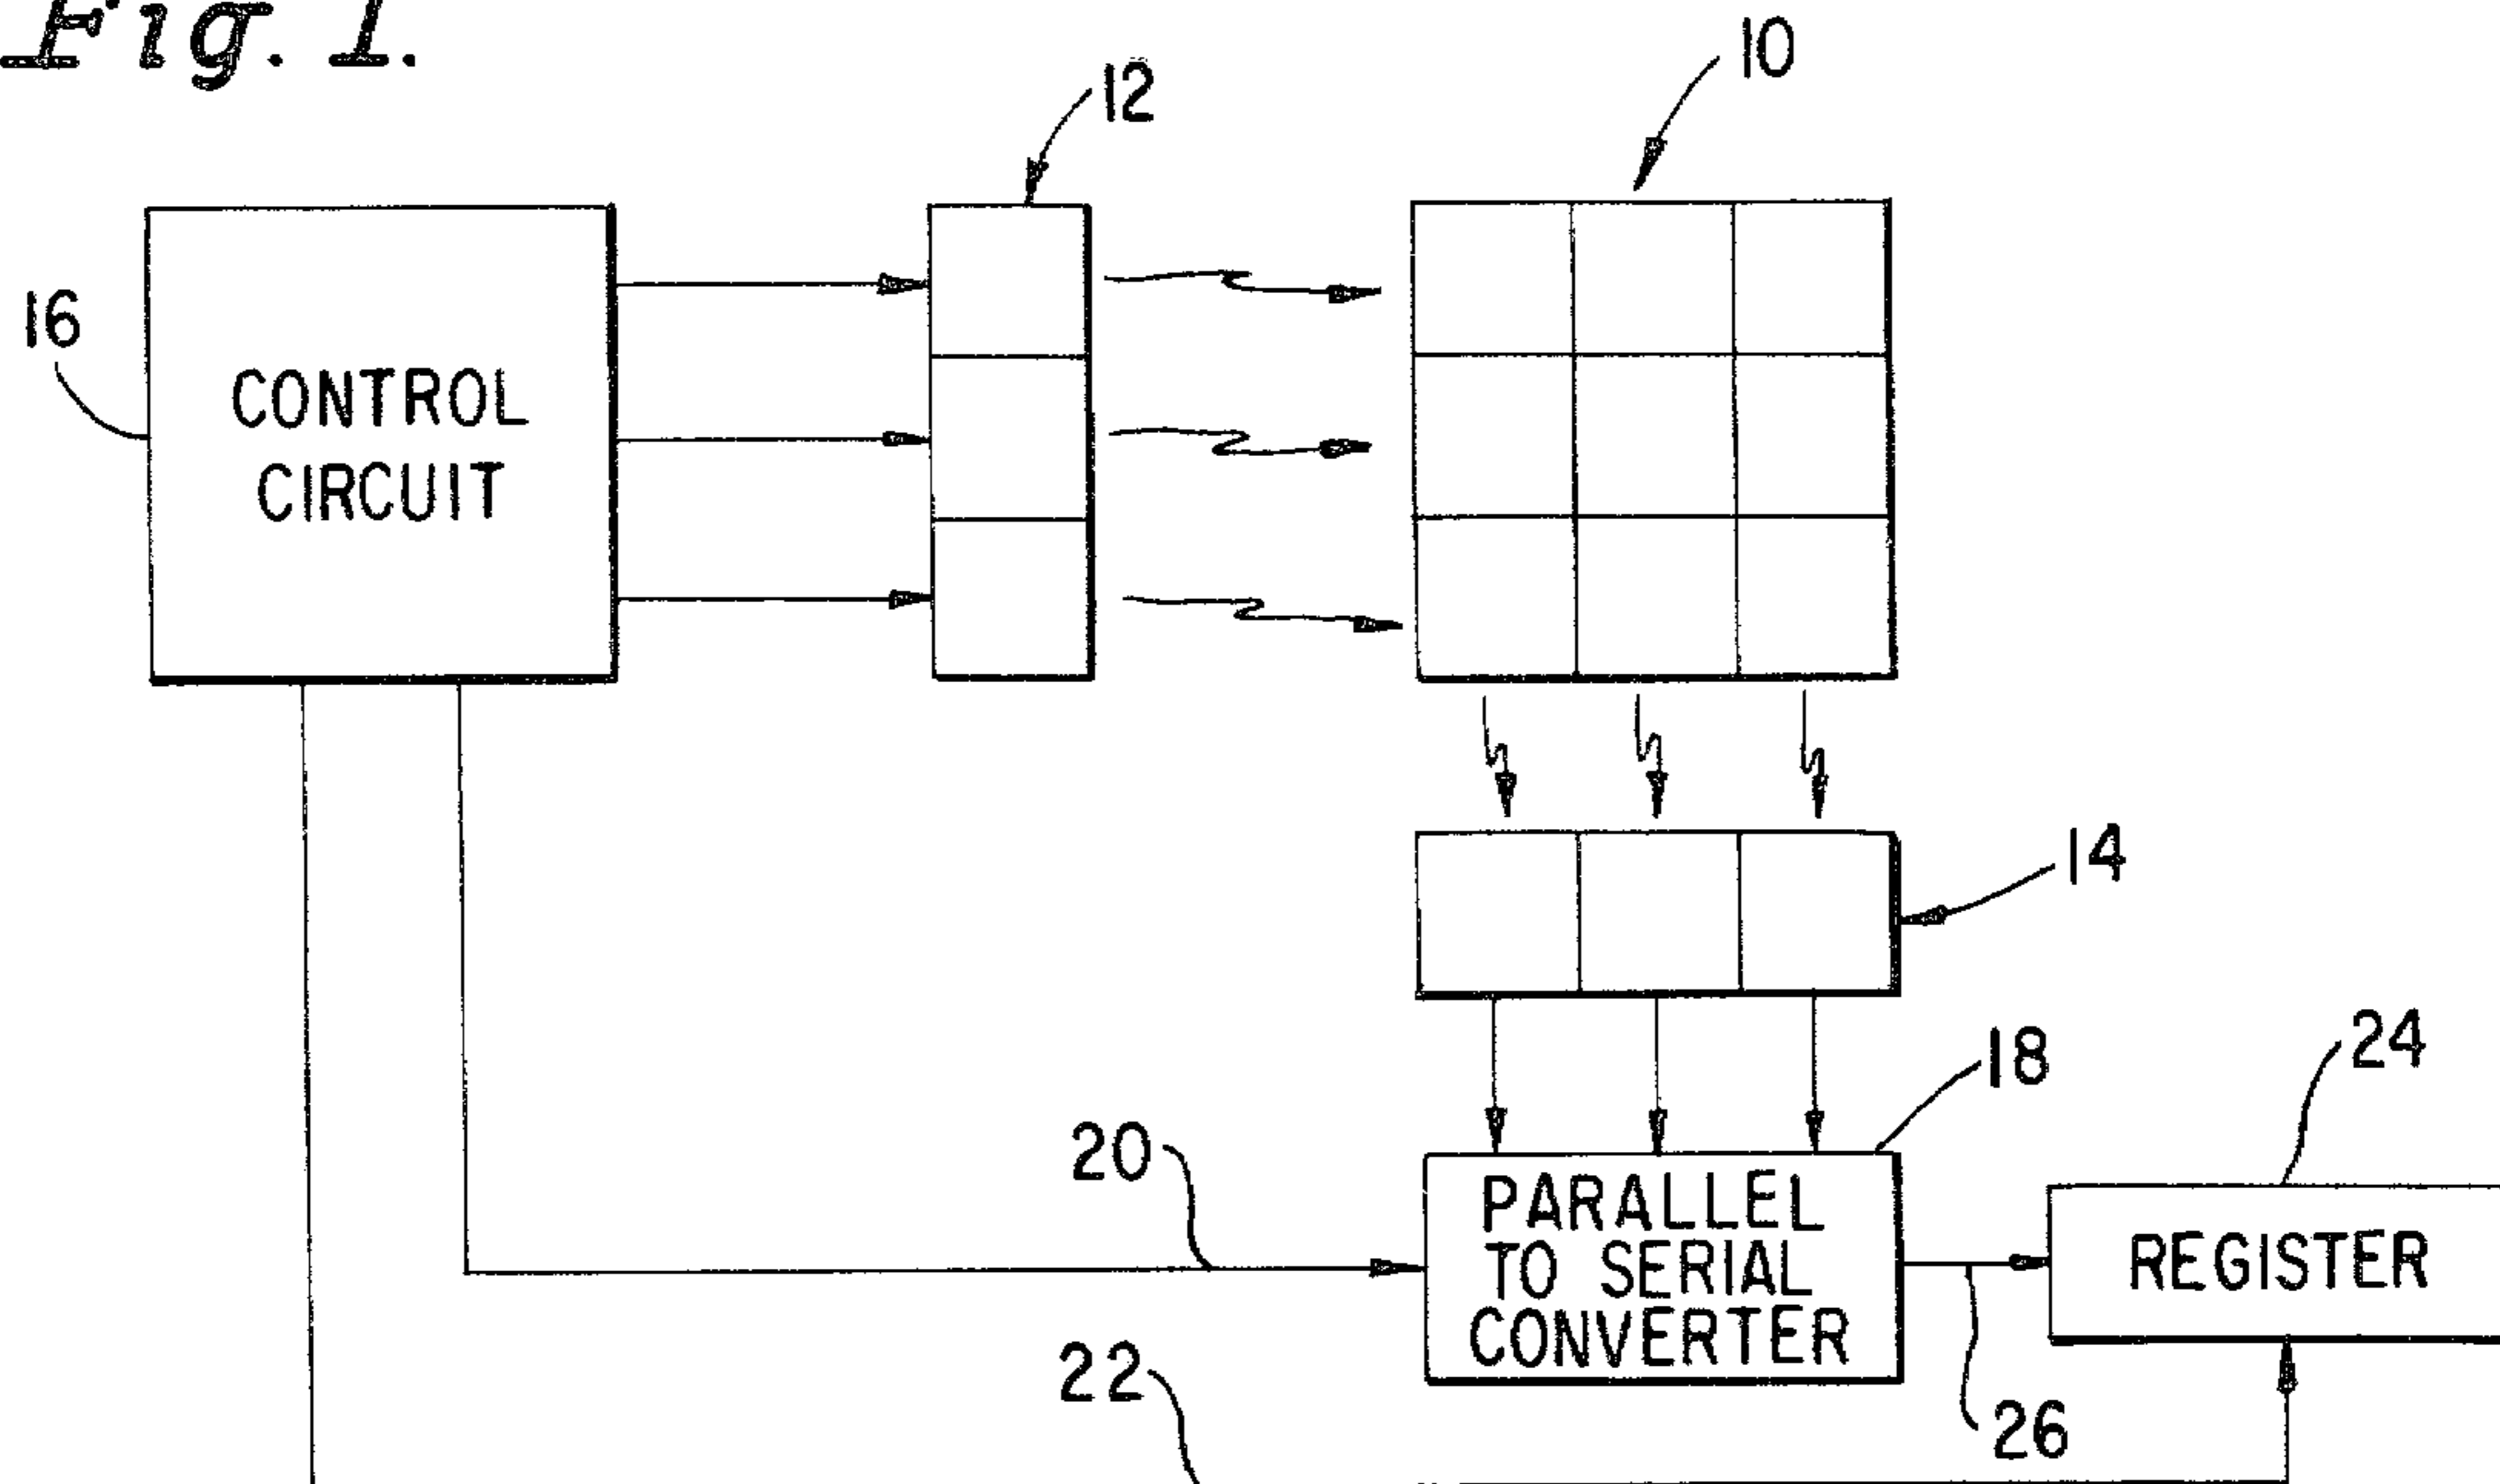 Fig. 1.
10
12
16
CONTROL
CIRCUIT
14
18
24
20
PARALLEL
TO SERIAL
CONVERTER
REGISTER
22
26